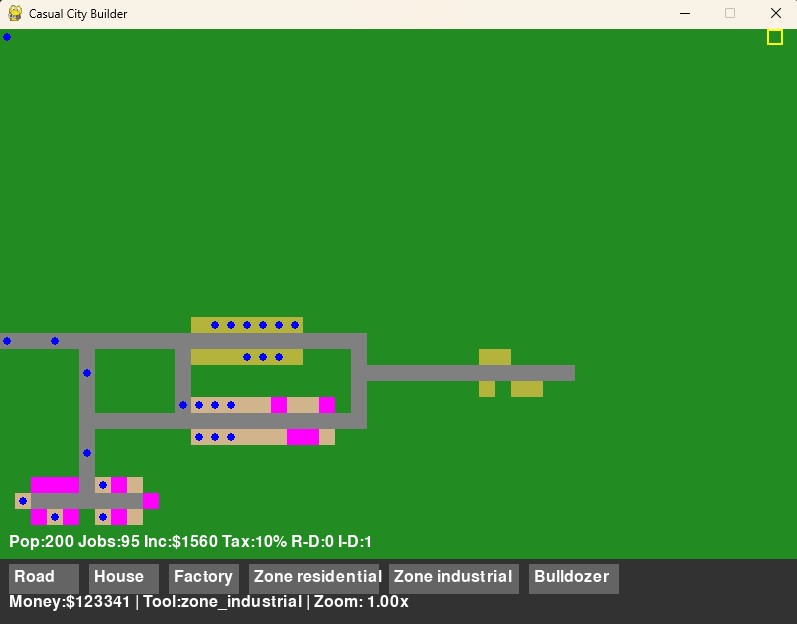 Casual City Builder
Pop:200 Jobs:95 Inc:$1560 Tax:10% R-D:0 I-D:1
Road House Factory Zone residential Zone industrial Bulldozer
Money:$123341 | Tool:zone_industrial | Zoom: 1.00x